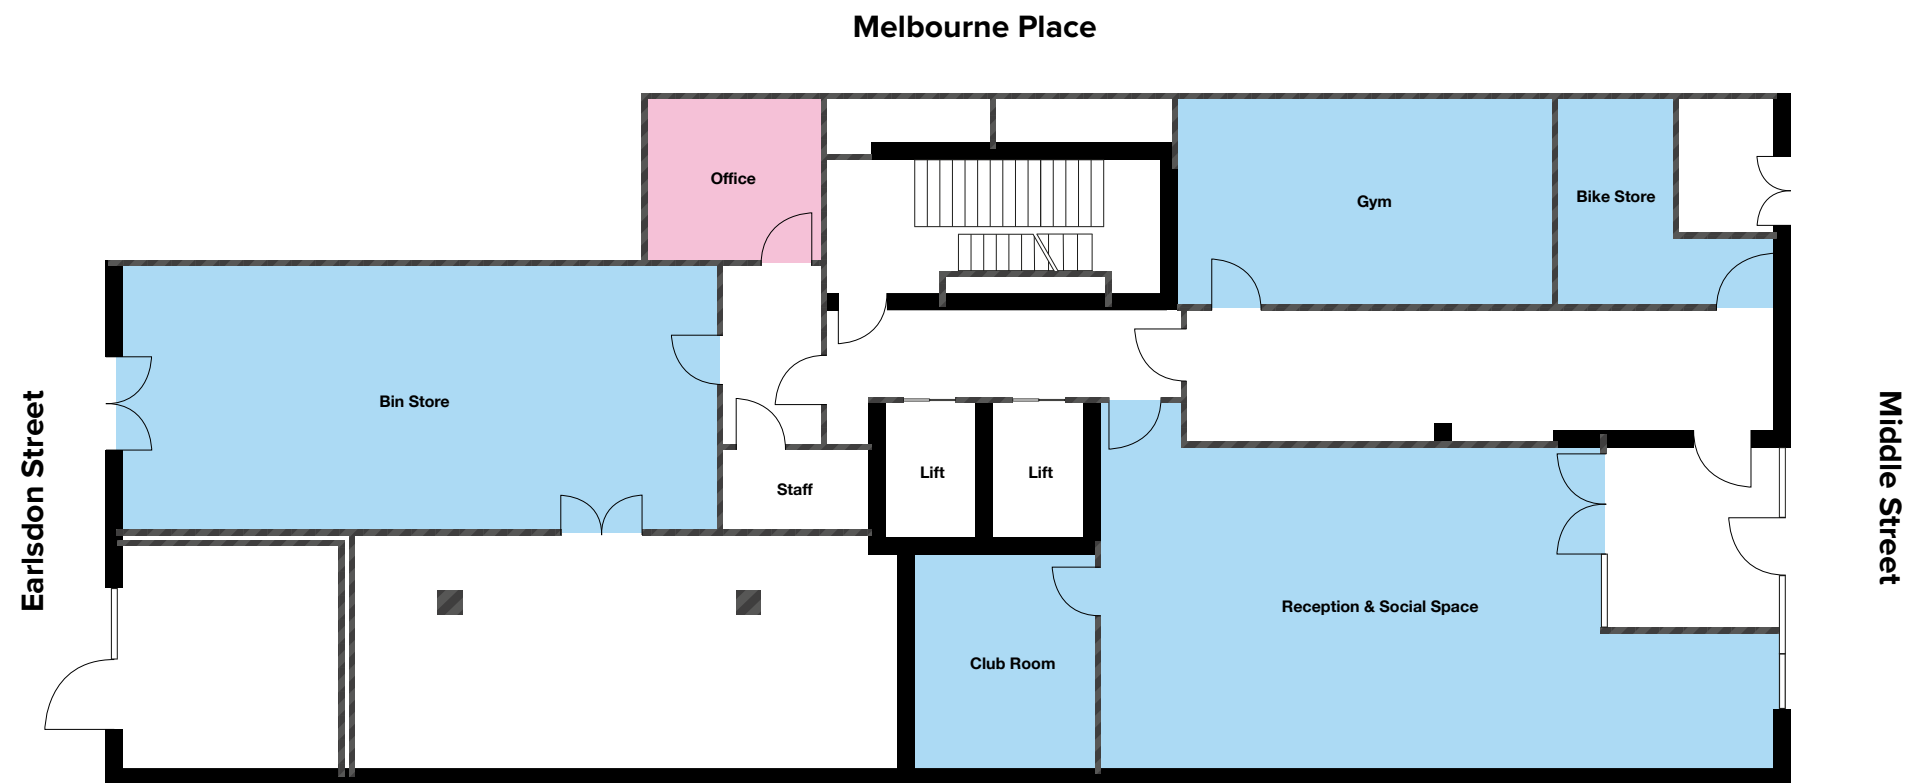 Melbourne Place
Office
Gym
Bike Store
Bin Store
Earlsdon Street
Middle Street
Lift
Lift
Staff
Reception & Social Space
Club Room